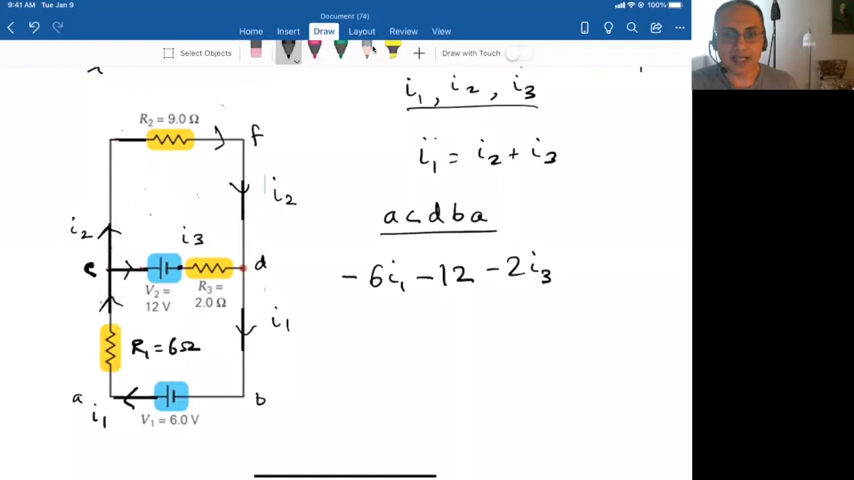 9:41 AM Tue Jan 9
100%
Document (74)
Home Insert Draw Layout Review View
Select Objects
Draw with Touch
i₁, i₂, i₃
R₂ = 9.0 Ω
f
i₁ = i₂ + i₃
i₂
a c d b a
i₂
i₃
c
d
- 6i₁ - 12 - 2i₃
V₂ =
12 V
R₃ =
2.0 Ω
i₁
R₁ = 6Ω
a
b
i₁
V₁ = 6.0 V